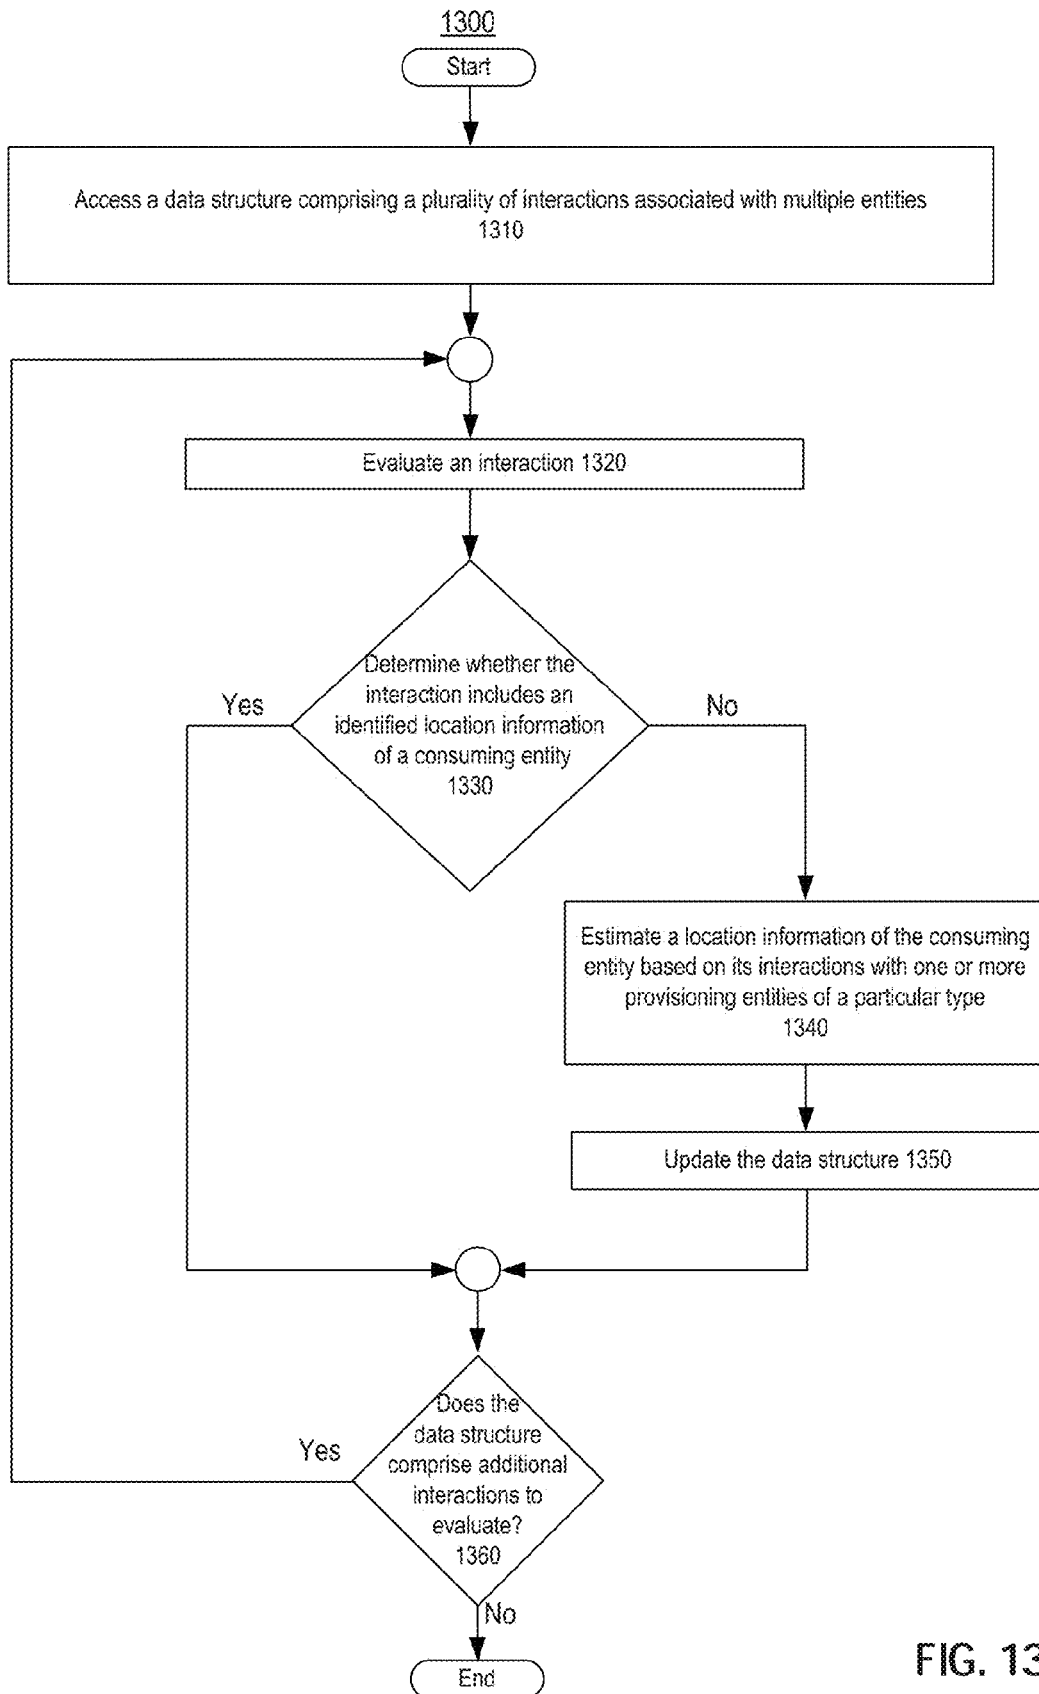 1300
Start
Access a data structure comprising a plurality of interactions associated with multiple entities
1310
Evaluate an interaction 1320
Determine whether the
interaction includes an
identified location information
of a consuming entity
1330
Yes
No
Estimate a location information of the consuming
entity based on its interactions with one or more
provisioning entities of a particular type
1340
Update the data structure 1350
Does the
data structure
comprise additional
interactions to
evaluate?
1360
Yes
No
End
FIG. 13